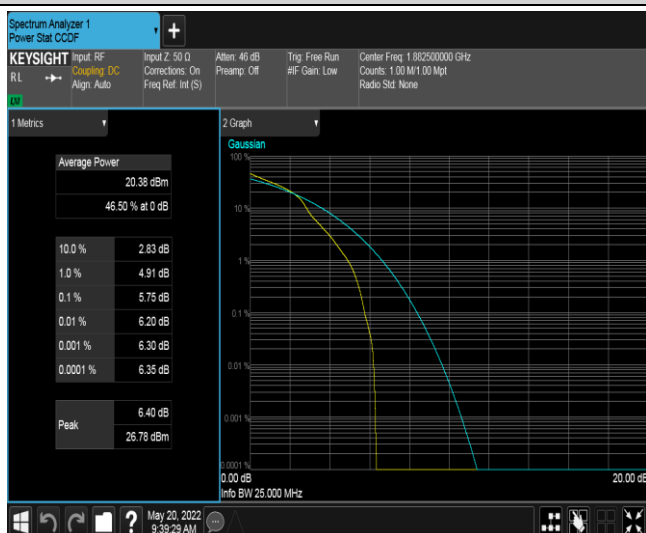 Spectrum Analyzer 1
Power Stat CCDF
KEYSIGHT
RL
Input: RF
Coupling: DC
Align: Auto
Input Z: 50 Ω
Corrections: On
Freq Ref: Int (S)
Atten: 46 dB
Preamp: Off
Trig: Free Run
#IF Gain: Low
Center Freq: 1.882500000 GHz
Counts: 1.00 M/1.00 Mpt
Radio Std: None
1 Metrics
Average Power
20.38 dBm
46.50 % at 0 dB
10.0 % 2.83 dB
1.0 % 4.91 dB
0.1 % 5.75 dB
0.01 % 6.20 dB
0.001 % 6.30 dB
0.0001 % 6.35 dB
Peak
6.40 dB
26.78 dBm
2 Graph
Gaussian
100 %
10 %
1 %
0.1 %
0.01 %
0.001 %
0.0001 %
0.00 dB
20.00 dB
Info BW 25.000 MHz
May 20, 2022
9:39:29 AM